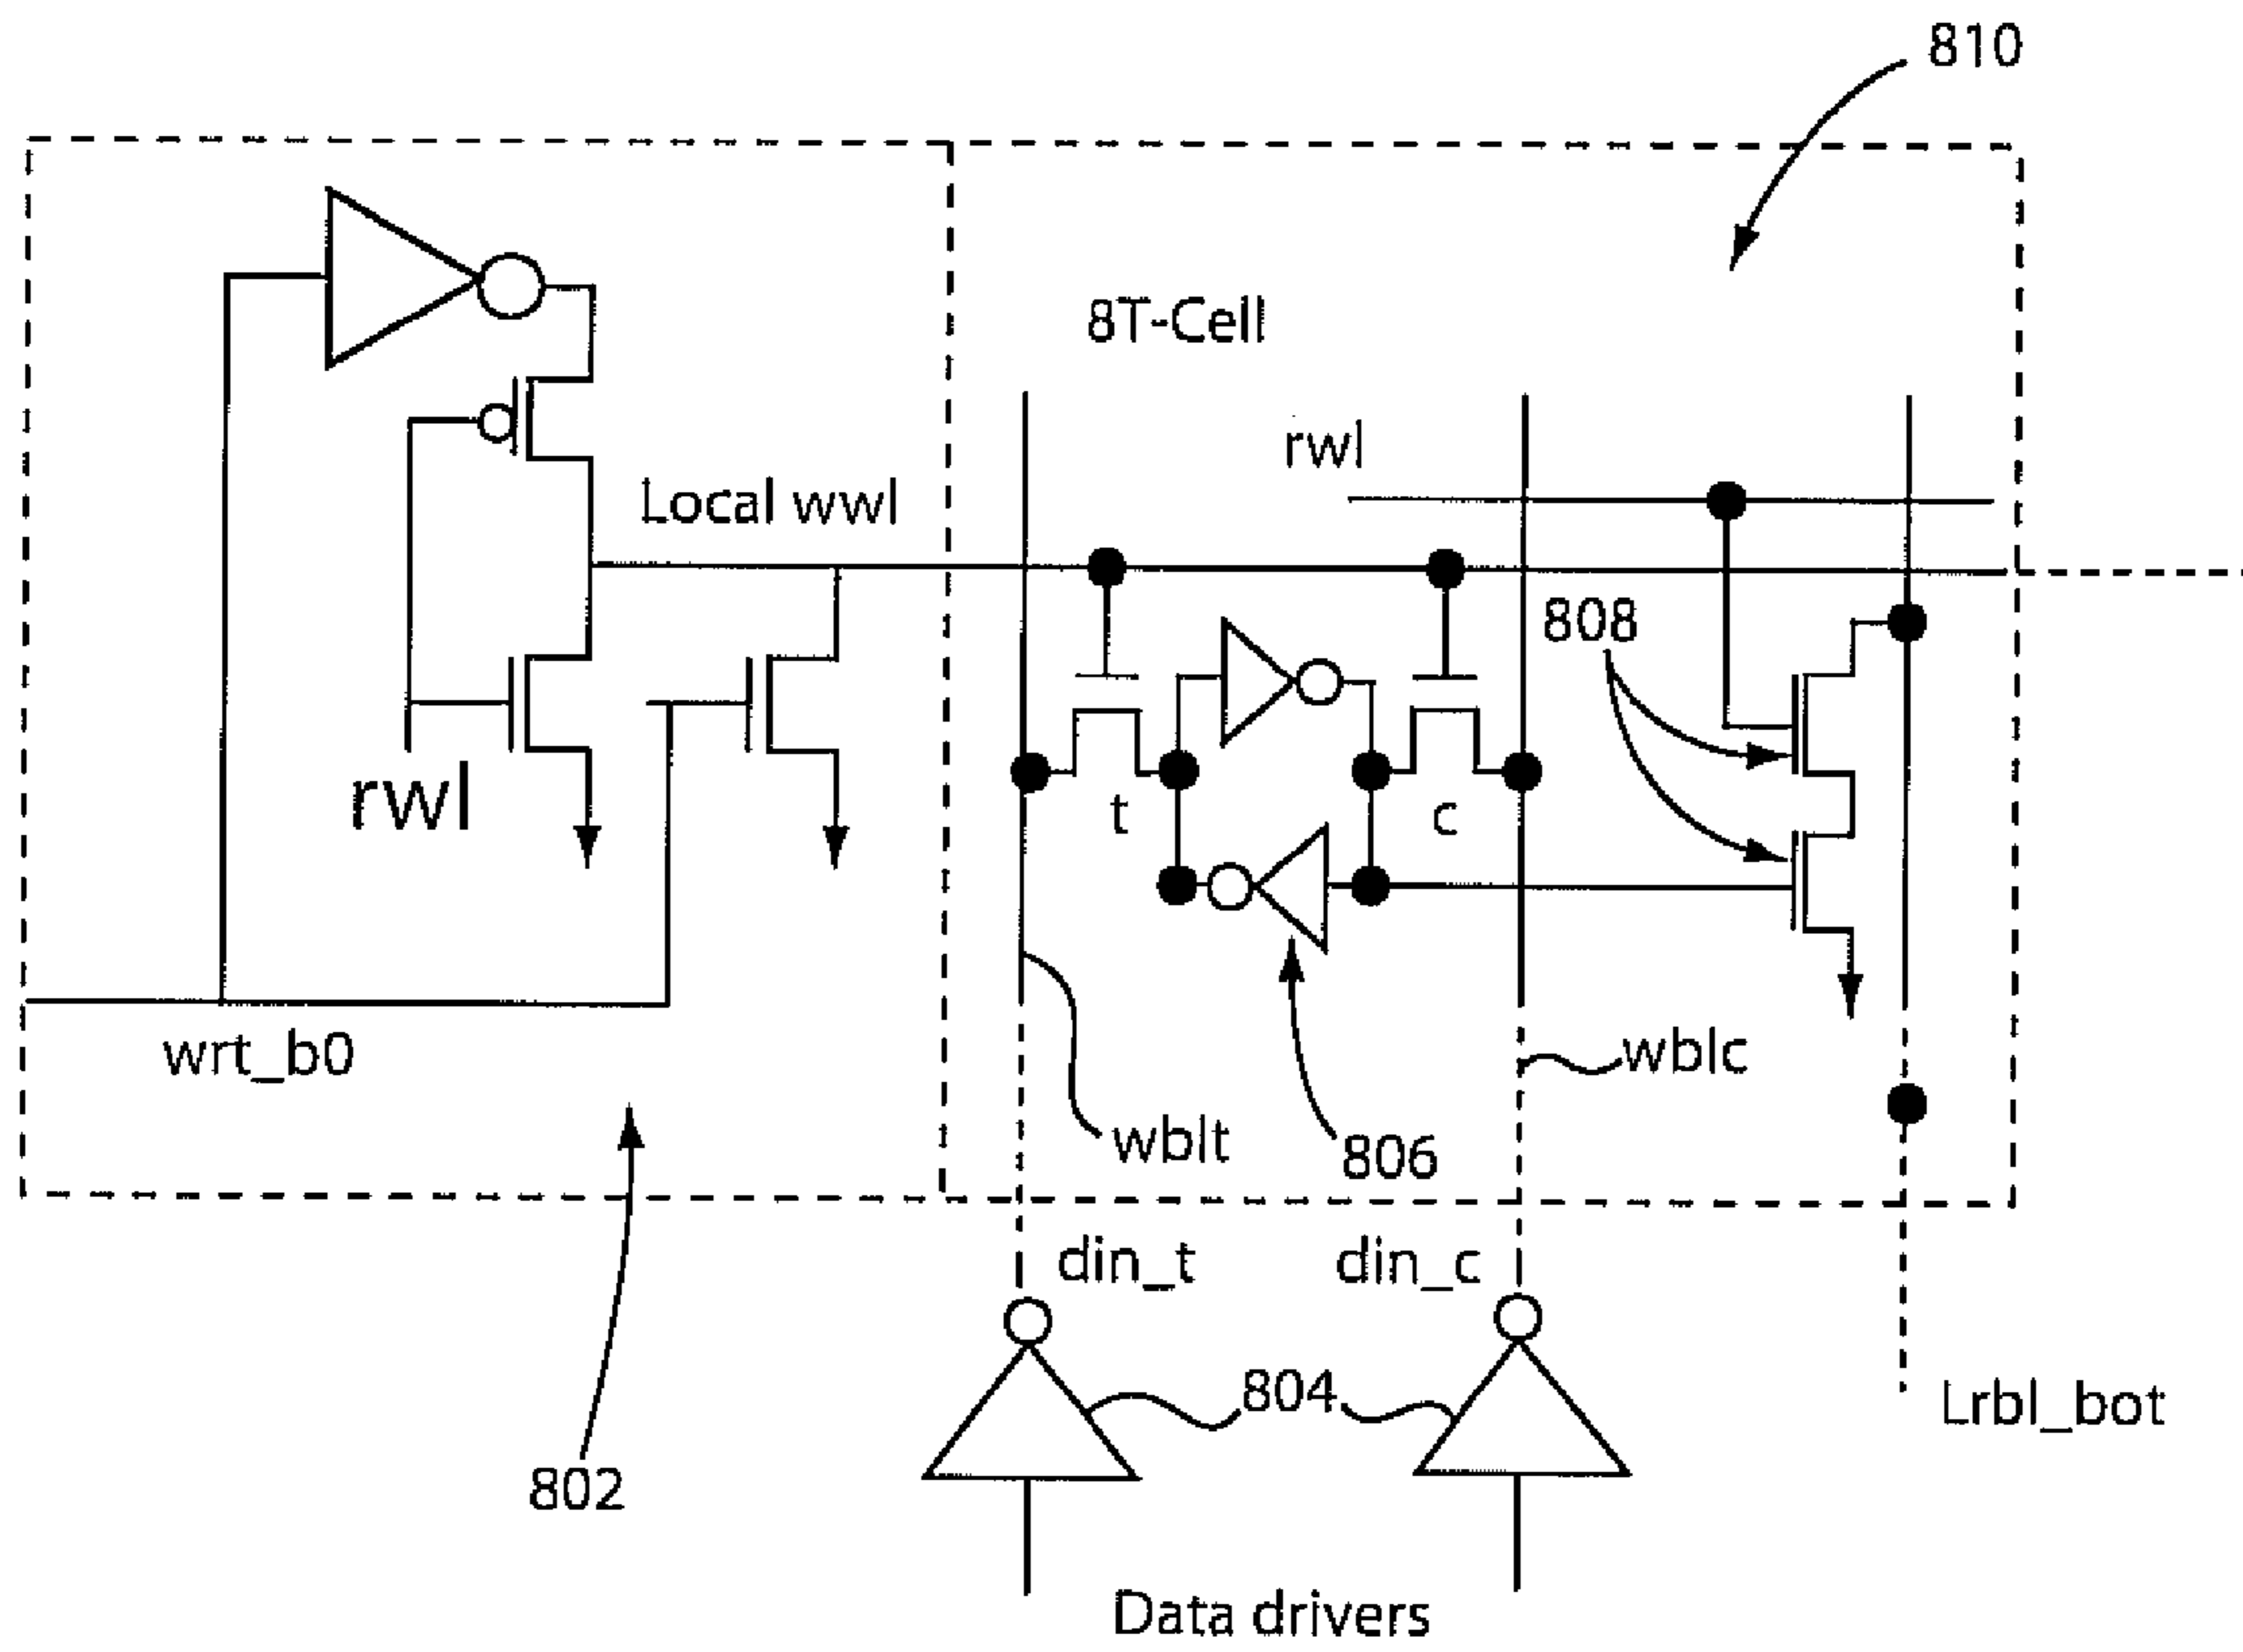 810
8T-Cell
rwl
Local wwl
808
rwl
t
c
wrt_b0
wblc
wblt
806
din_t
din_c
804
Lrbl_bot
802
Data drivers